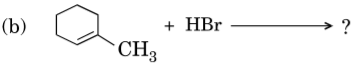 (b) + HBr ⟶ ?
CH₃